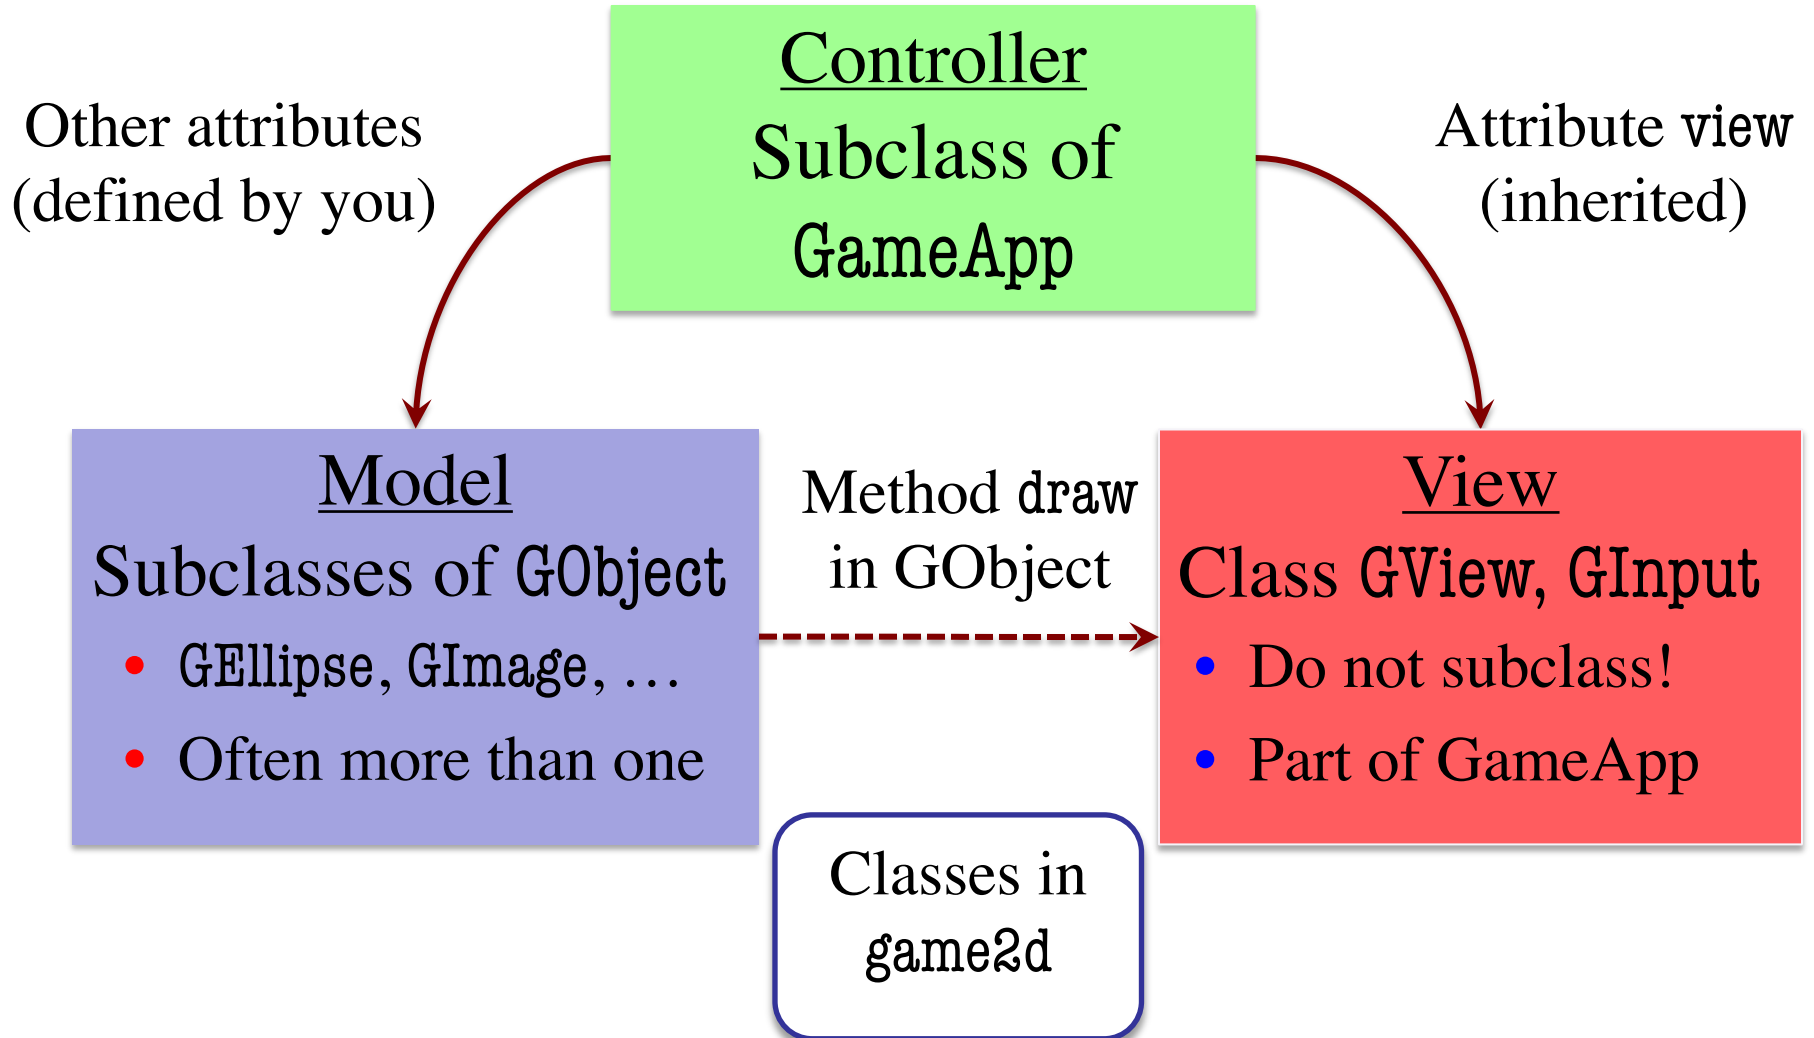 Controller
Subclass of
GameApp
Other attributes
(defined by you)
Attribute view
(inherited)
Model
Subclasses of GObject
• GEllipse, GImage, …
• Often more than one
Method draw
in GObject
View
Class GView, GInput
• Do not subclass!
• Part of GameApp
Classes in
game2d